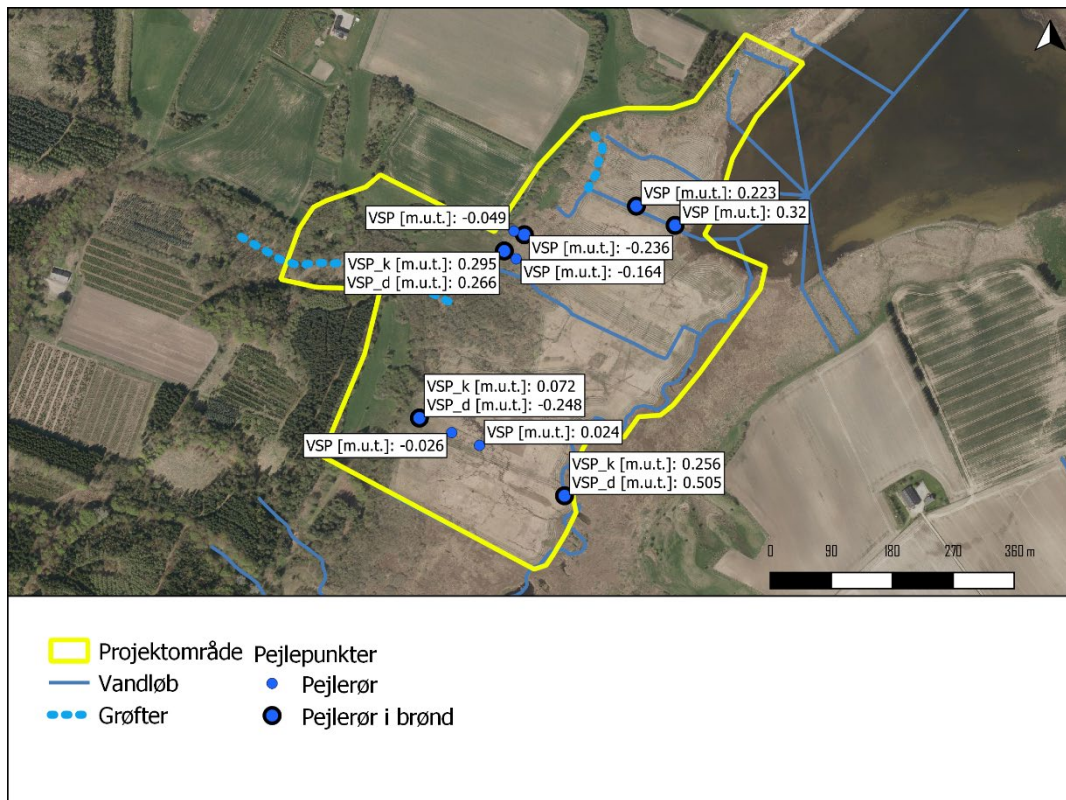 VSP [m.u.t.]: 0.223
VSP [m.u.t.]: 0.32
VSP [m.u.t.]: -0.049
VSP [m.u.t.]: -0.236
VSP [m.u.t.]: -0.164
VSP_k [m.u.t.]: 0.295
VSP_d [m.u.t.]: 0.266
VSP_k [m.u.t.]: 0.072
VSP_d [m.u.t.]: -0.248
VSP [m.u.t.]: -0.026
VSP [m.u.t.]: 0.024
VSP_k [m.u.t.]: 0.256
VSP_d [m.u.t.]: 0.505
0 90 180 270 360 m
Projektområde
Vandløb
Grøfter
Pejlepunkter
Pejlerør
Pejlerør i brønd